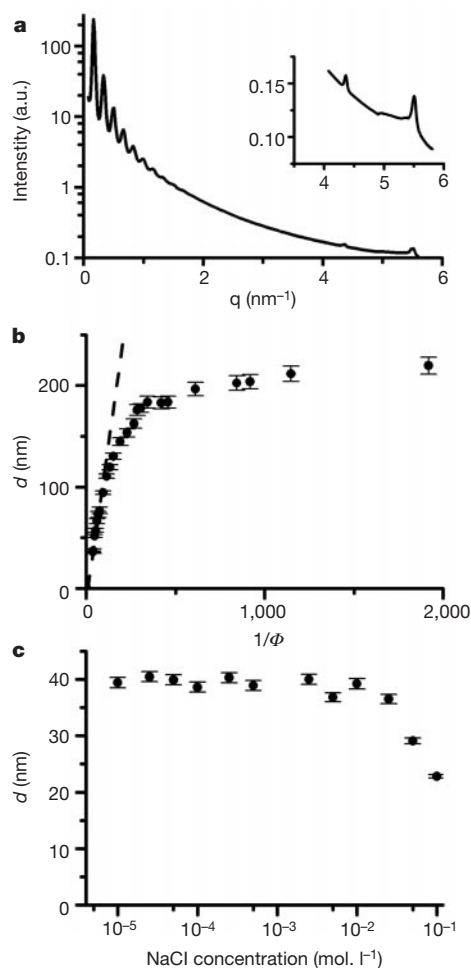 a
100
10
1
0.1
Intenstity (a.u.)
0.15
0.10
4 5 6
0 2 4 6
q (nm⁻¹)
b
200
100
0
d (nm)
0 1,000 2,000
1/Φ
c
40
30
20
10
0
d (nm)
10⁻⁵ 10⁻⁴ 10⁻³ 10⁻² 10⁻¹
NaCl concentration (mol. l⁻¹)